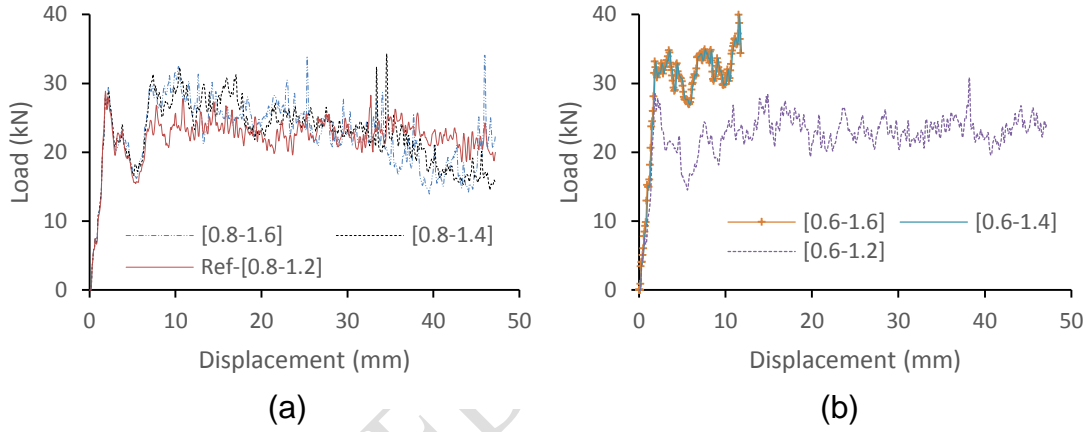 40
30
20
10
0
Load (kN)
[0.8-1.6]
[0.8-1.4]
Ref-[0.8-1.2]
0 10 20 30 40 50
Displacement (mm)
(a)
40
30
20
10
0
Load (kN)
[0.6-1.6]
[0.6-1.4]
[0.6-1.2]
0 10 20 30 40 50
Displacement (mm)
(b)